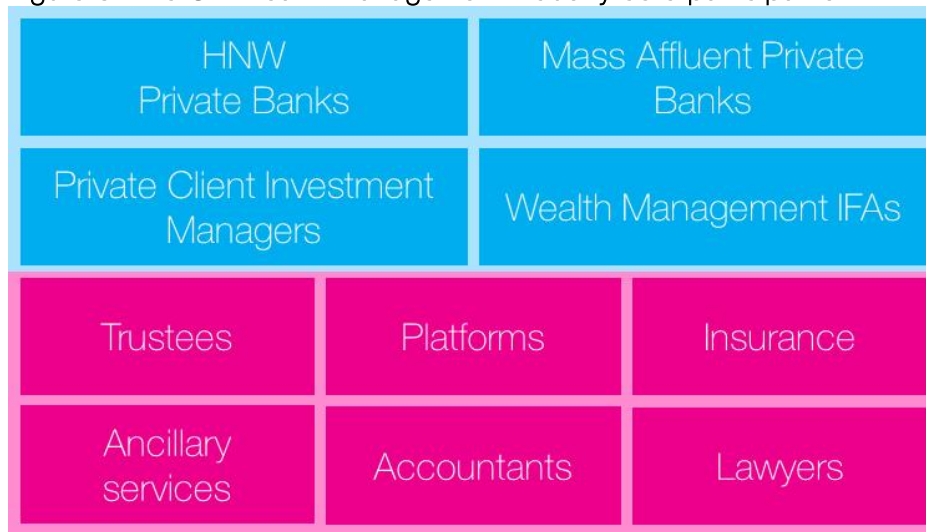 HNW
Private Banks
Mass Affluent Private
Banks
Private Client Investment
Managers
Wealth Management IFAs
Trustees
Platforms
Insurance
Ancillary
services
Accountants
Lawyers